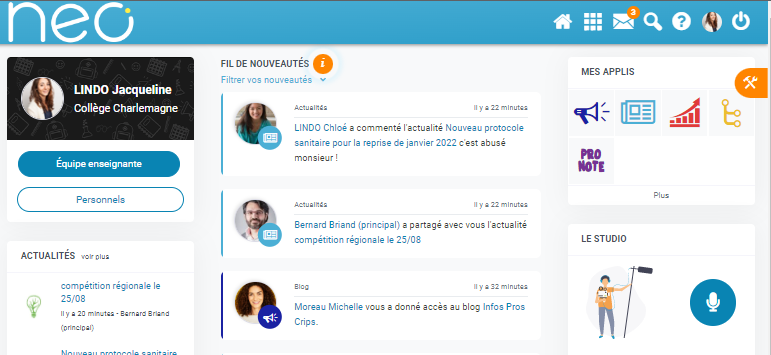 neo
3
LINDO Jacqueline
Collège Charlemagne
Équipe enseignante
Personnels
ACTUALITÉS voir plus
compétition régionale le
25/08
Il y a 20 minutes - Bernard Briand
(principal)
Nouveau protocole sanitaire
FIL DE NOUVEAUTÉS i
Filtrer vos nouveautés
Actualités Il y a 22 minutes
LINDO Chloé a commenté l'actualité Nouveau protocole
sanitaire pour la reprise de janvier 2022 c'est abusé
monsieur !
Actualités Il y a 22 minutes
Bernard Briand (principal) a partagé avec vous l'actualité
compétition régionale le 25/08
Blog Il y a 32 minutes
Moreau Michelle vous a donné accès au blog Infos Pros
Crips.
MES APPLIS
PRO
NOTE
Plus
LE STUDIO